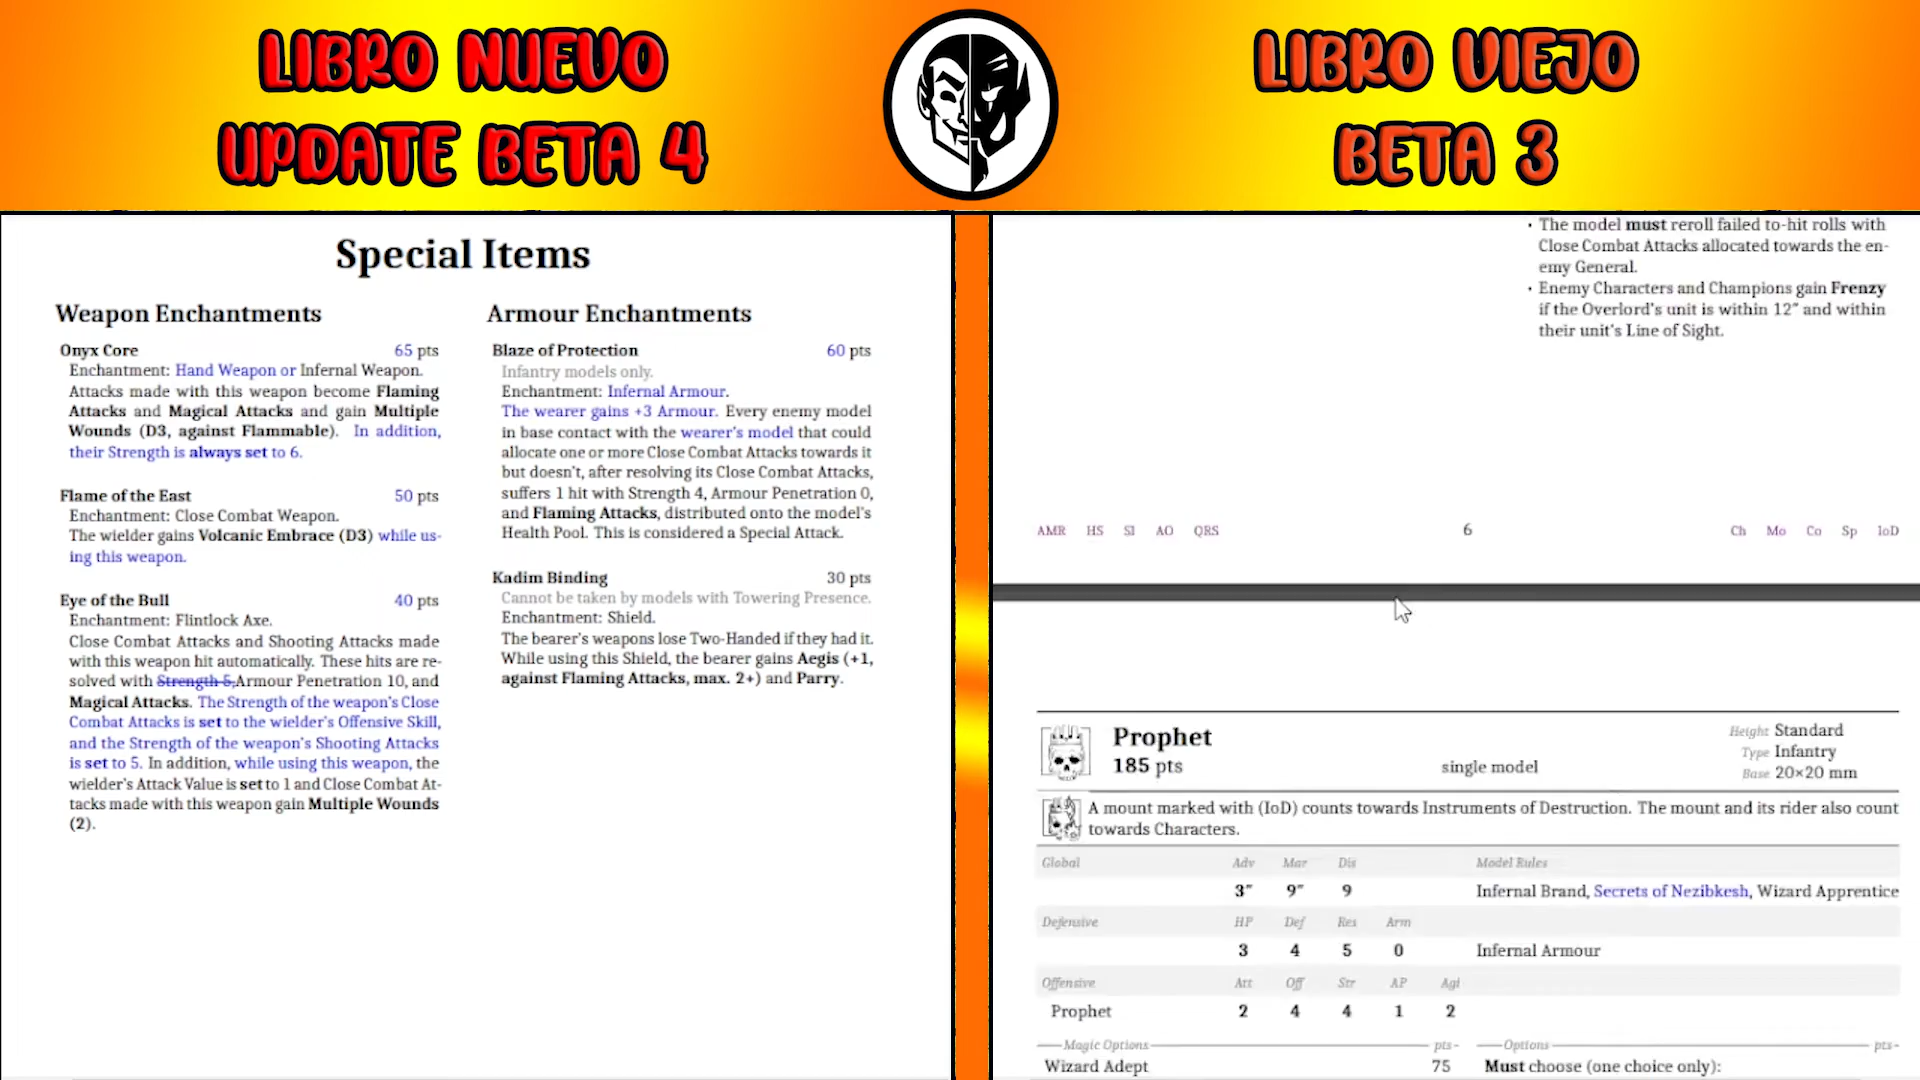 LIBRO NUEVO
UPDATE BETA 4
LIBRO VIEJO
BETA 3
Special Items
Weapon Enchantments
Onyx Core 65 pts
Enchantment: Hand Weapon or Infernal Weapon.
Attacks made with this weapon become Flaming
Attacks and Magical Attacks and gain Multiple
Wounds (D3, against Flammable). In addition,
their Strength is always set to 6.
Flame of the East 50 pts
Enchantment: Close Combat Weapon.
The wielder gains Volcanic Embrace (D3) while us-
ing this weapon.
Eye of the Bull 40 pts
Enchantment: Flintlock Axe.
Close Combat Attacks and Shooting Attacks made
with this weapon hit automatically. These hits are re-
solved with Strength 5, Armour Penetration 10, and
Magical Attacks. The Strength of the weapon's Close
Combat Attacks is set to the wielder's Offensive Skill,
and the Strength of the weapon's Shooting Attacks
is set to 5. In addition, while using this weapon, the
wielder's Attack Value is set to 1 and Close Combat At-
tacks made with this weapon gain Multiple Wounds
(2).
Armour Enchantments
Blaze of Protection 60 pts
Infantry models only.
Enchantment: Infernal Armour.
The wearer gains +3 Armour. Every enemy model
in base contact with the wearer's model that could
allocate one or more Close Combat Attacks towards it
but doesn't, after resolving its Close Combat Attacks,
suffers 1 hit with Strength 4, Armour Penetration 0,
and Flaming Attacks, distributed onto the model's
Health Pool. This is considered a Special Attack.
Kadim Binding 30 pts
Cannot be taken by models with Towering Presence.
Enchantment: Shield.
The bearer's weapons lose Two-Handed if they had it.
While using this Shield, the bearer gains Aegis (+1,
against Flaming Attacks, max. 2+) and Parry.
• The model must reroll failed to-hit rolls with
Close Combat Attacks allocated towards the en-
emy General.
• Enemy Characters and Champions gain Frenzy
if the Overlord's unit is within 12″ and within
their unit's Line of Sight.
AMR HS SI AO QRS 6 Ch Mo Co Sp IoD
Prophet
185 pts
single model
Height Standard
Type Infantry
Base 20×20 mm
A mount marked with (IoD) counts towards Instruments of Destruction. The mount and its rider also count
towards Characters.
Global Adv Mar Dis Model Rules
3″ 9″ 9 Infernal Brand, Secrets of Nezibkesh, Wizard Apprentice
Defensive HP Def Res Arm
3 4 5 0 Infernal Armour
Offensive Att Off Str AP Agi
Prophet 2 4 4 1 2
Magic Options pts Options pts
Wizard Adept 75 Must choose (one choice only):